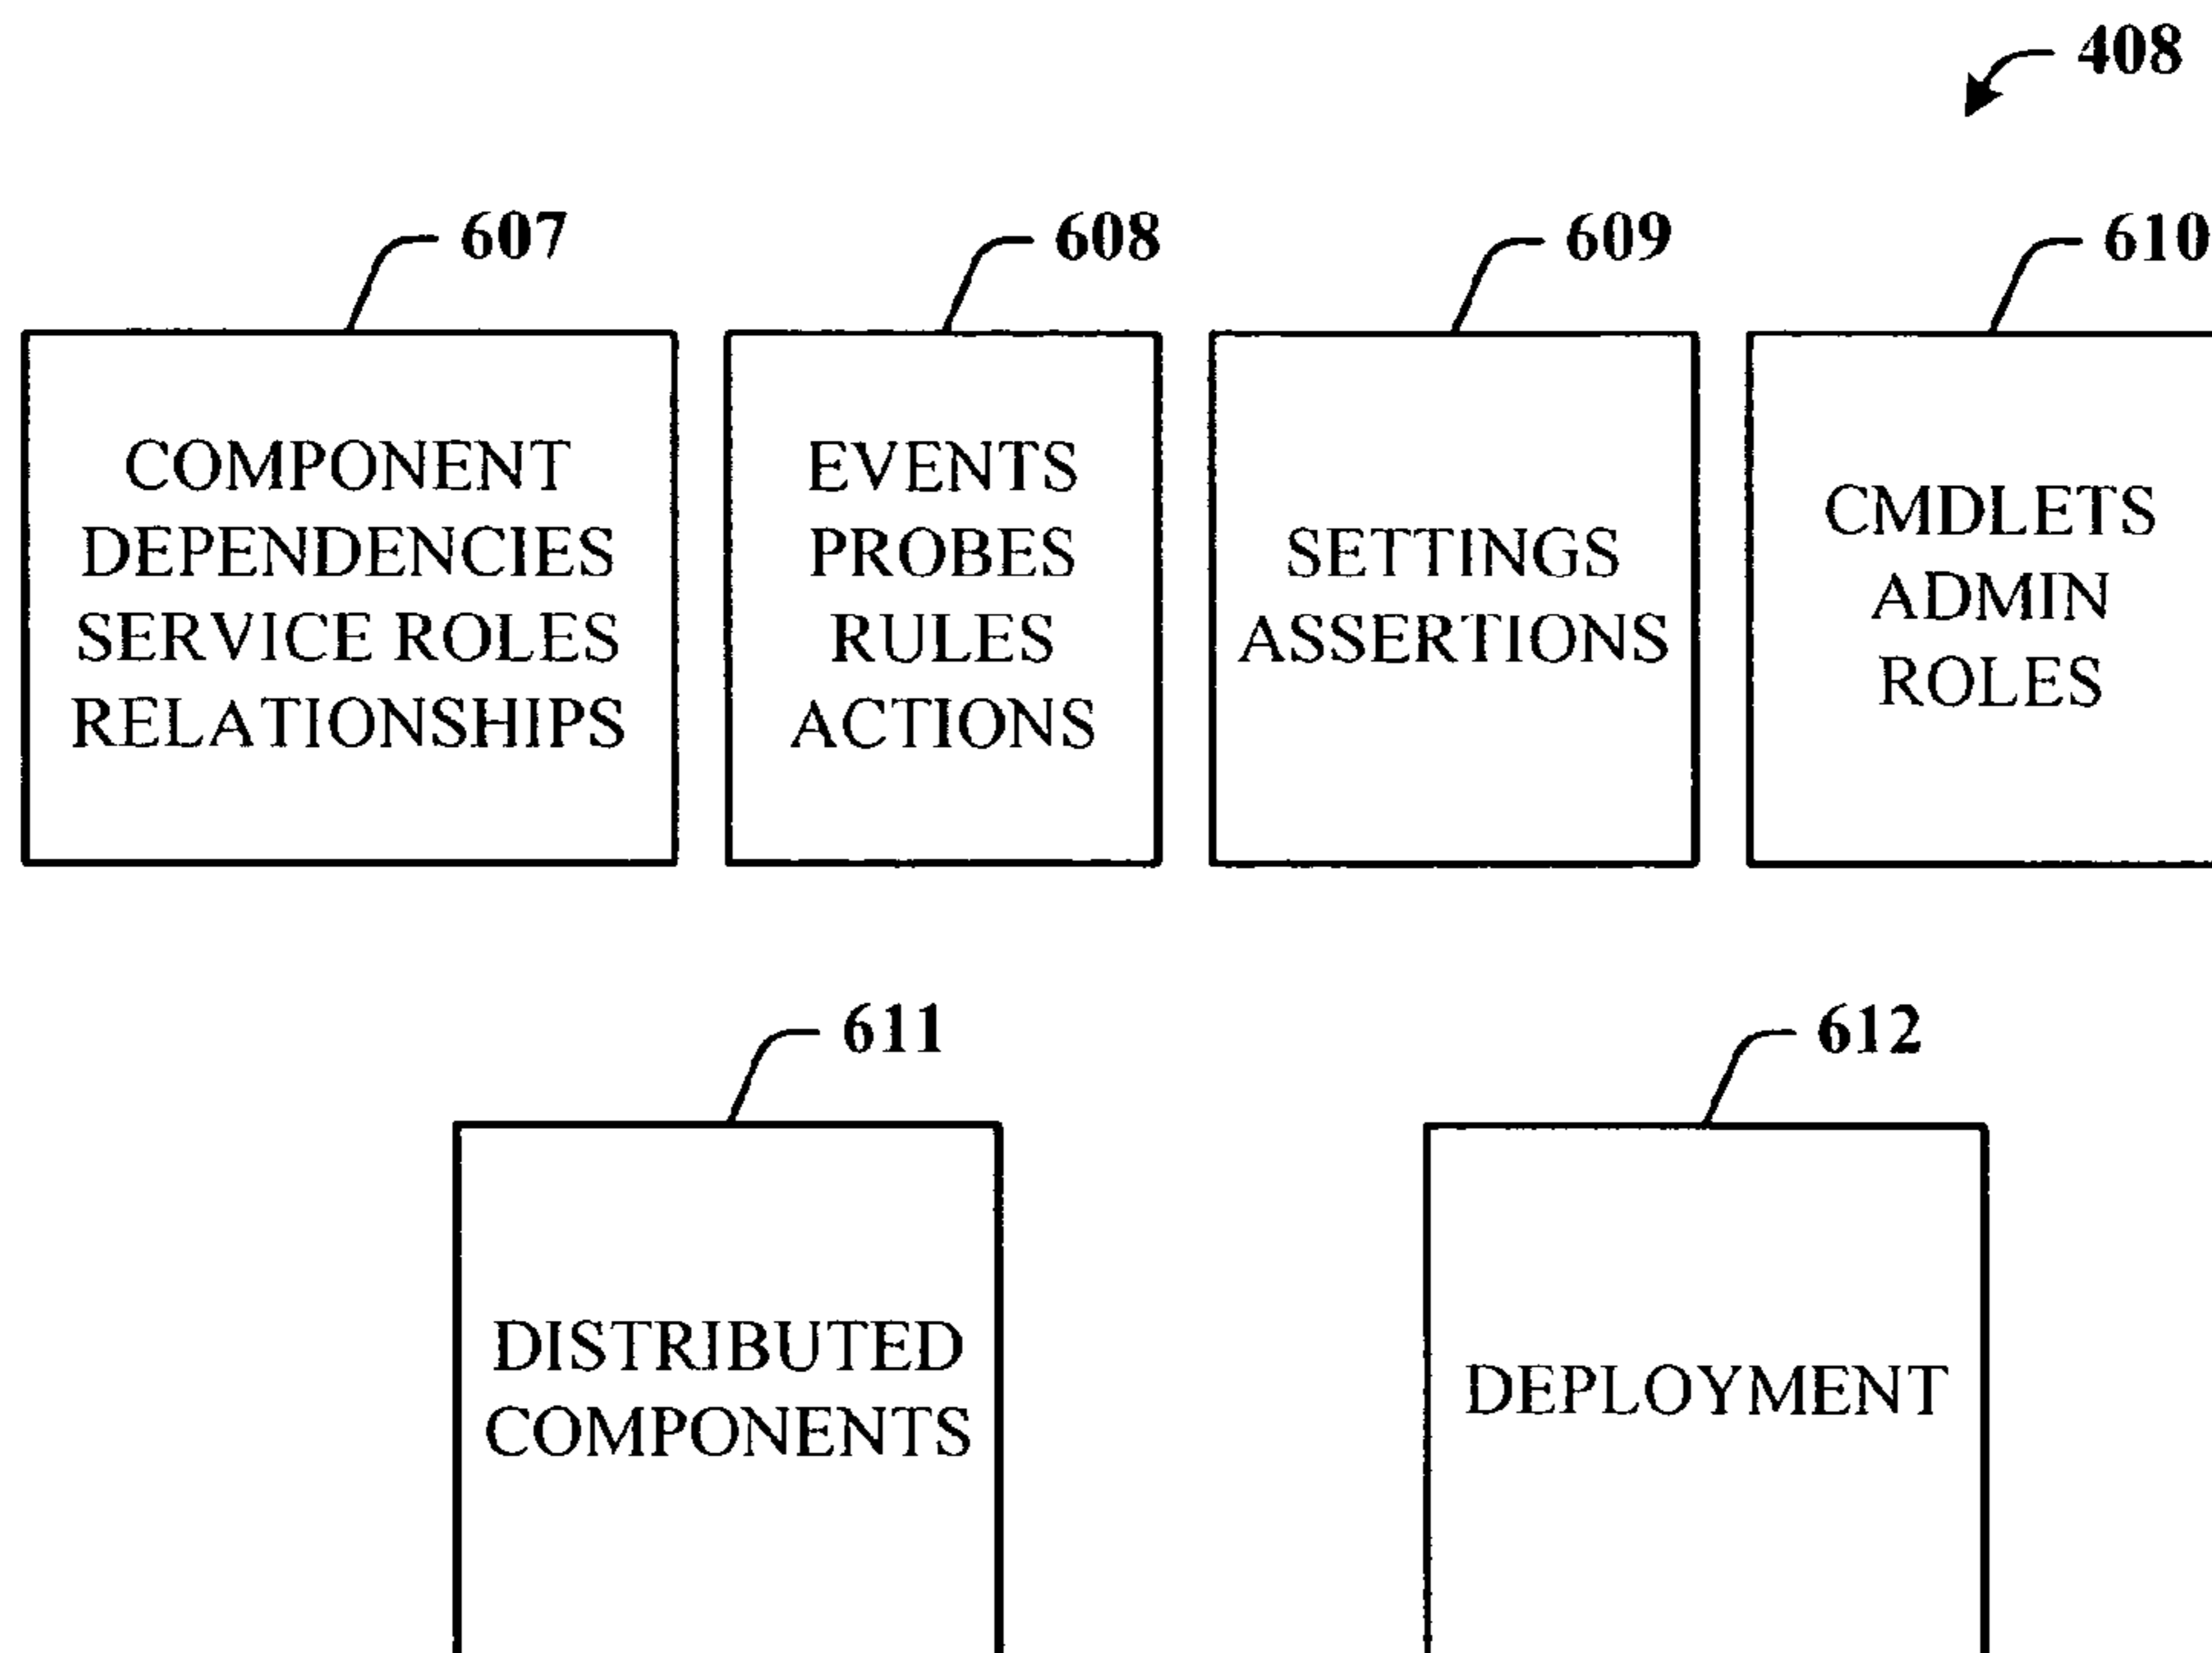 408
607
608
609
610
COMPONENT
DEPENDENCIES
SERVICE ROLES
RELATIONSHIPS
EVENTS
PROBES
RULES
ACTIONS
SETTINGS
ASSERTIONS
CMDLETS
ADMIN
ROLES
611
612
DISTRIBUTED
COMPONENTS
DEPLOYMENT